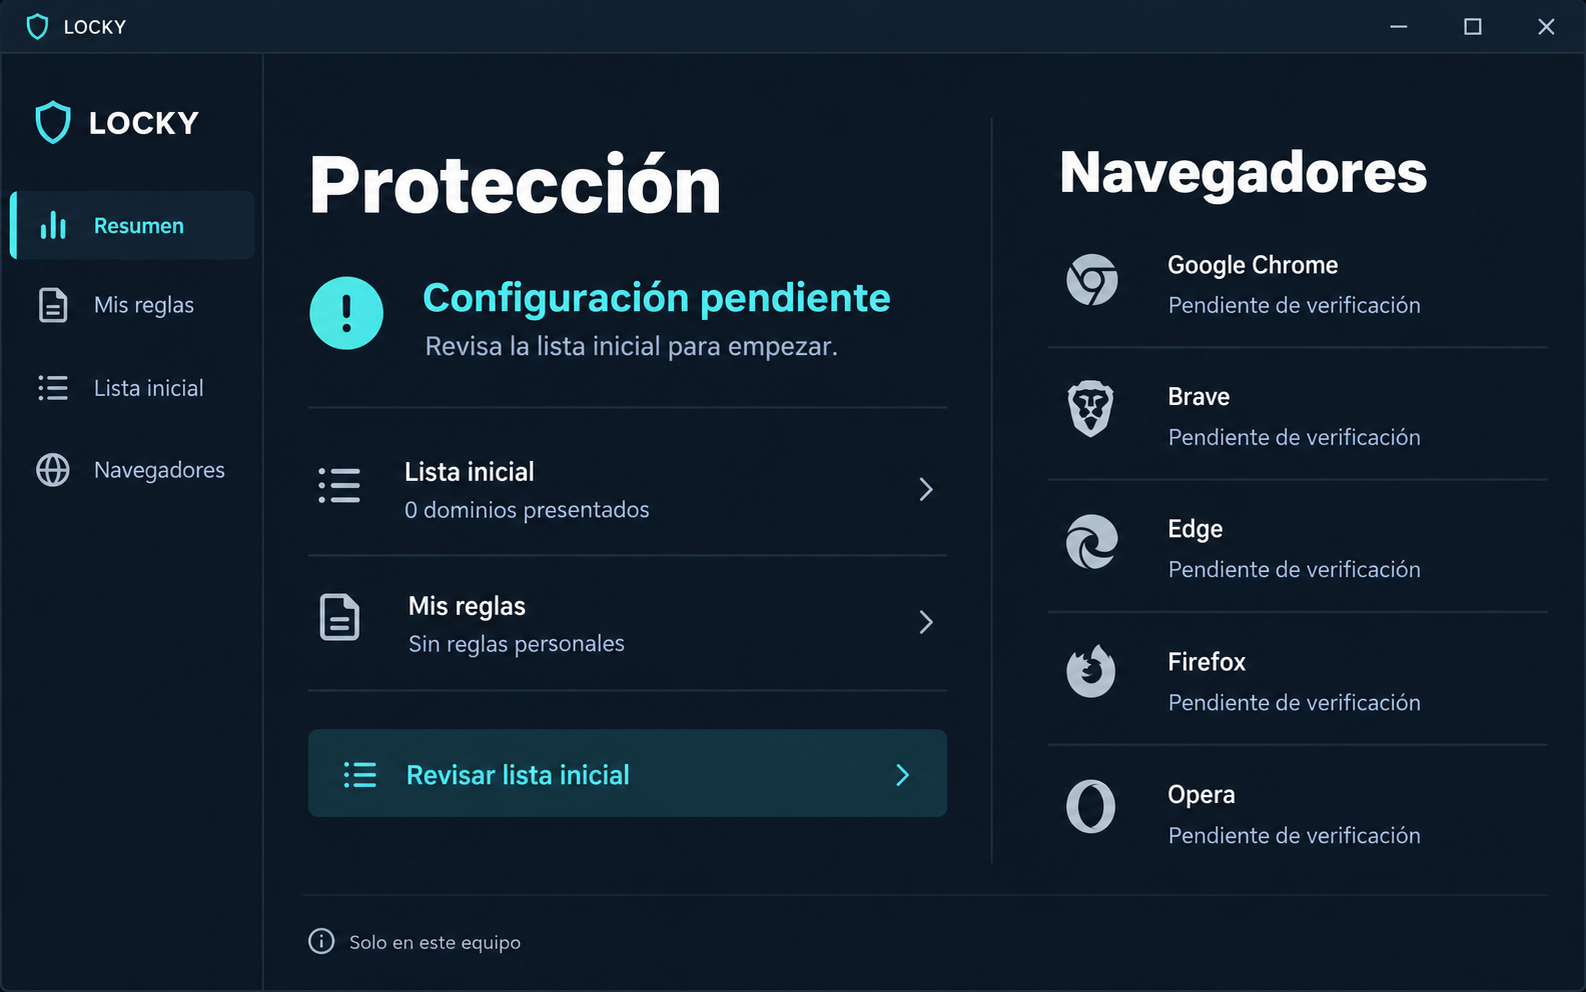 LOCKY
LOCKY
Resumen
Mis reglas
Lista inicial
Navegadores
Protección
Configuración pendiente
Revisa la lista inicial para empezar.
Lista inicial
0 dominios presentados
Mis reglas
Sin reglas personales
Revisar lista inicial
Navegadores
Google Chrome
Pendiente de verificación
Brave
Pendiente de verificación
Edge
Pendiente de verificación
Firefox
Pendiente de verificación
Opera
Pendiente de verificación
Solo en este equipo